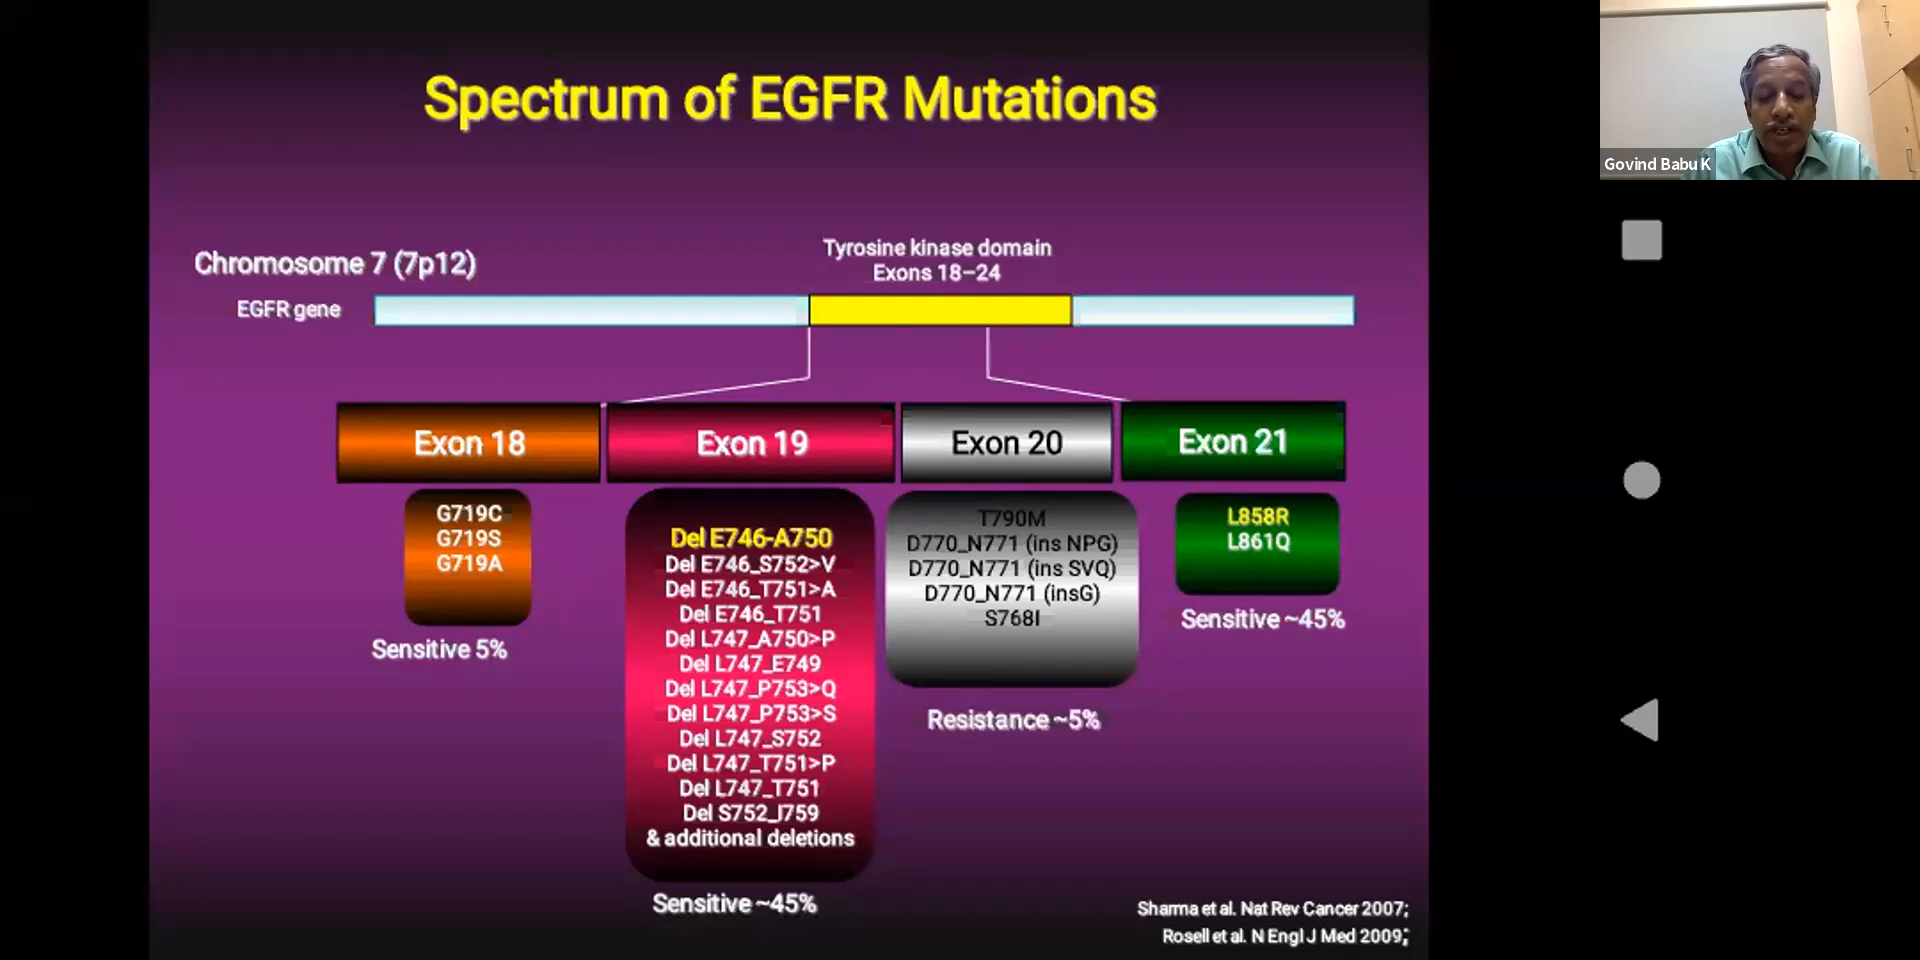 Spectrum of EGFR Mutations
Govind Babu K
Chromosome 7 (7p12)
Tyrosine kinase domain
Exons 18–24
EGFR gene
Exon 18
Exon 19
Exon 20
Exon 21
G719C
G719S
G719A
Sensitive 5%
Del E746-A750
Del E746_S752>V
Del E746_T751>A
Del E746_T751
Del L747_A750>P
Del L747_E749
Del L747_P753>Q
Del L747_P753>S
Del L747_S752
Del L747_T751>P
Del L747_T751
Del S752_I759
& additional deletions
Sensitive ~45%
T790M
D770_N771 (ins NPG)
D770_N771 (ins SVQ)
D770_N771 (insG)
S768I
Resistance ~5%
L858R
L861Q
Sensitive ~45%
Sharma et al. Nat Rev Cancer 2007;
Rosell et al. N Engl J Med 2009;